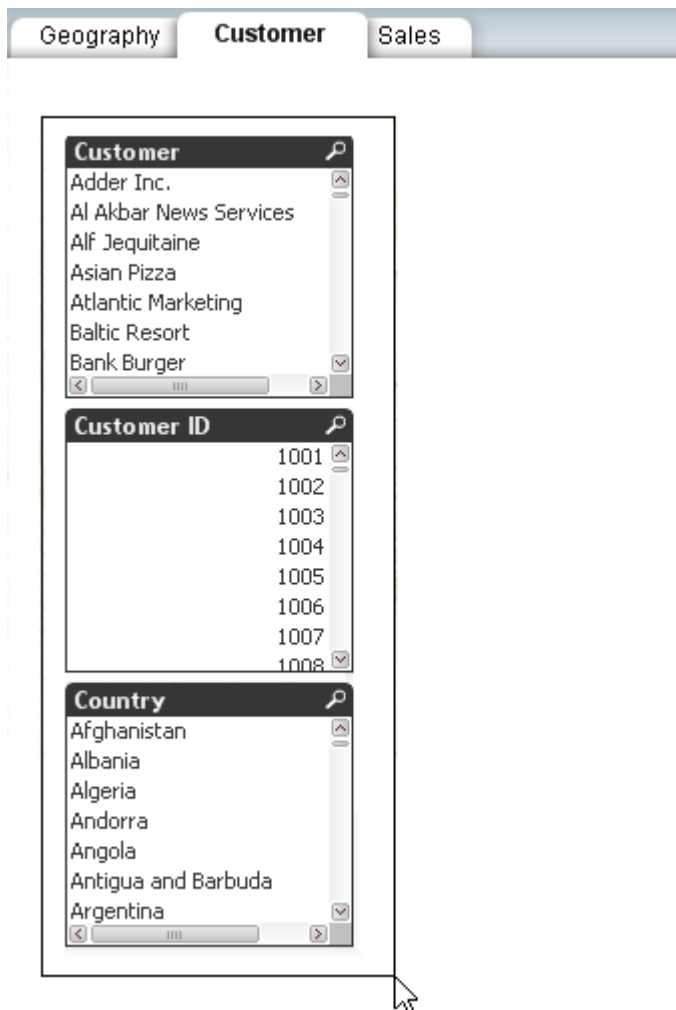 Geography Customer Sales
Customer
Adder Inc.
Al Akbar News Services
Alf Jequitaine
Asian Pizza
Atlantic Marketing
Baltic Resort
Bank Burger
Customer ID
1001
1002
1003
1004
1005
1006
1007
1008
Country
Afghanistan
Albania
Algeria
Andorra
Angola
Antigua and Barbuda
Argentina